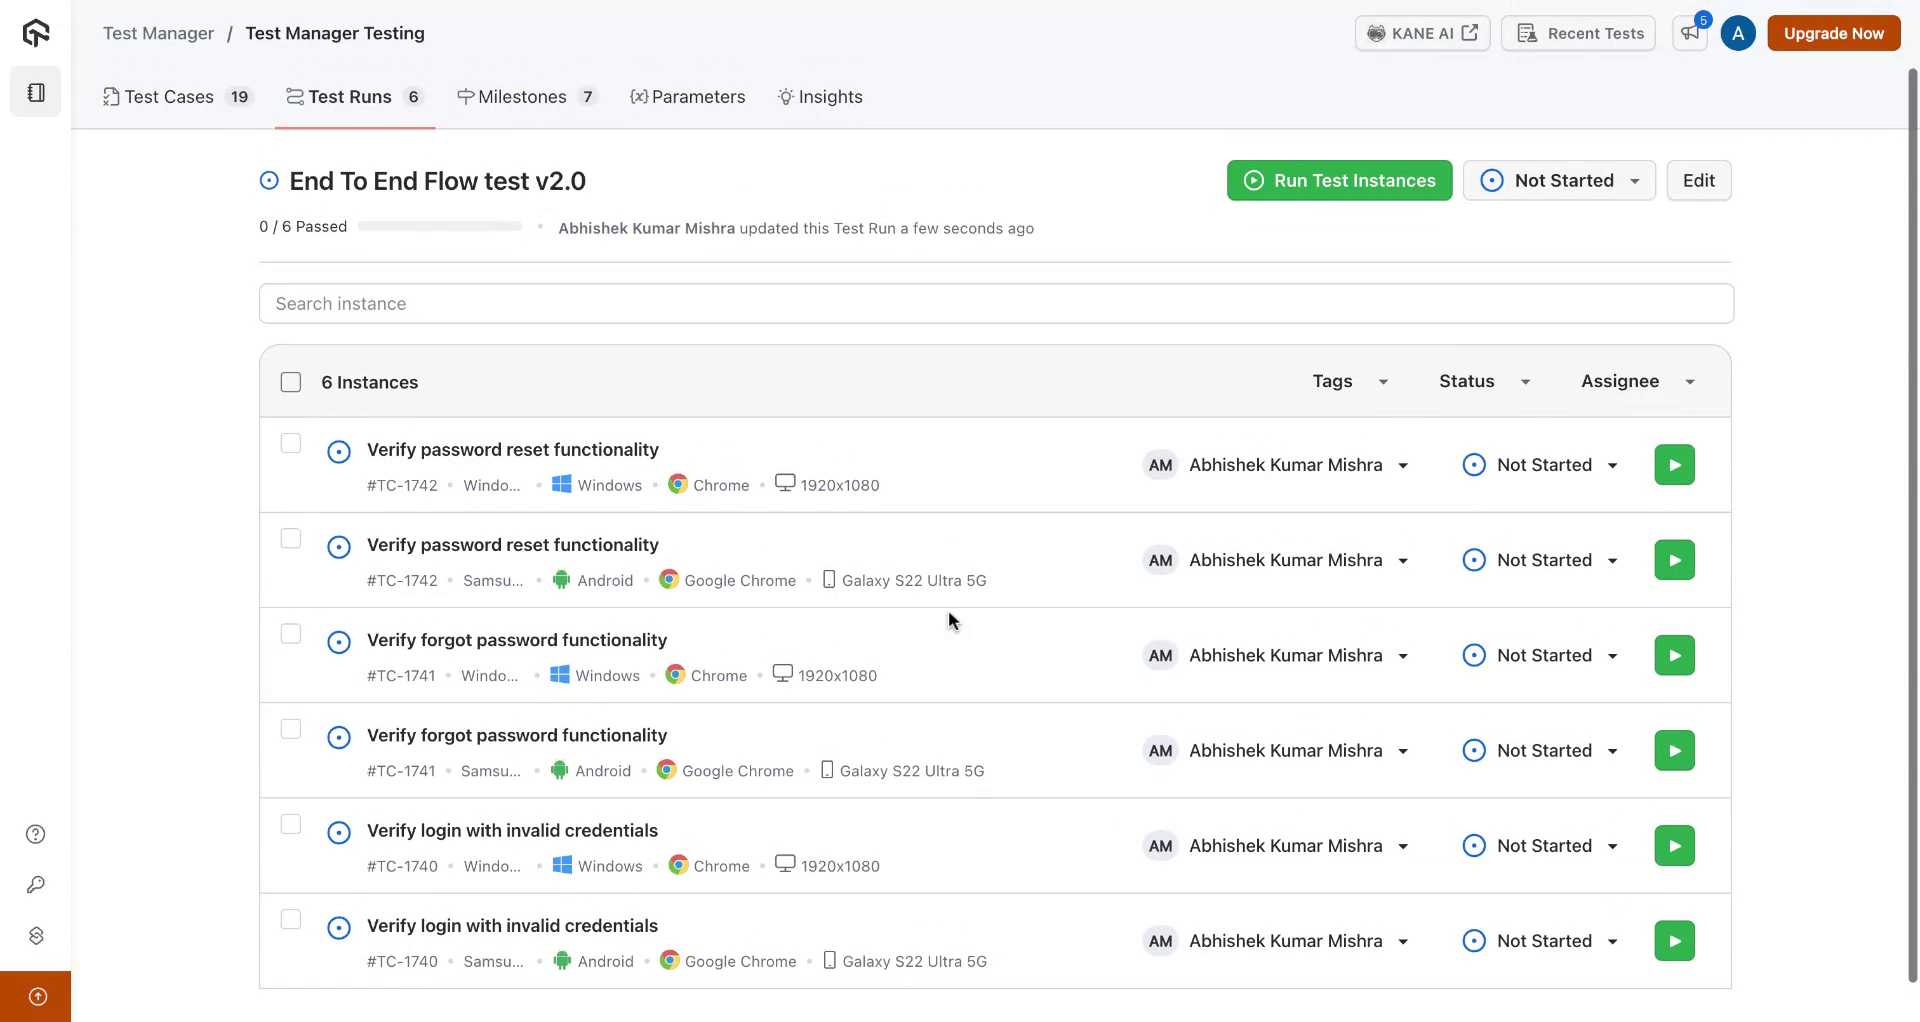 Test Manager / Test Manager Testing
KANE AI
Recent Tests
5
A
Upgrade Now
Test Cases 19
Test Runs 6
Milestones 7
{x} Parameters
Insights
End To End Flow test v2.0
Run Test Instances
Not Started
Edit
0 / 6 Passed
Abhishek Kumar Mishra updated this Test Run a few seconds ago
Search instance
6 Instances
Tags
Status
Assignee
Verify password reset functionality
#TC-1742 • Windo... • Windows • Chrome • 1920x1080
AM Abhishek Kumar Mishra
Not Started
Verify password reset functionality
#TC-1742 • Samsu... • Android • Google Chrome • Galaxy S22 Ultra 5G
AM Abhishek Kumar Mishra
Not Started
Verify forgot password functionality
#TC-1741 • Windo... • Windows • Chrome • 1920x1080
AM Abhishek Kumar Mishra
Not Started
Verify forgot password functionality
#TC-1741 • Samsu... • Android • Google Chrome • Galaxy S22 Ultra 5G
AM Abhishek Kumar Mishra
Not Started
Verify login with invalid credentials
#TC-1740 • Windo... • Windows • Chrome • 1920x1080
AM Abhishek Kumar Mishra
Not Started
Verify login with invalid credentials
#TC-1740 • Samsu... • Android • Google Chrome • Galaxy S22 Ultra 5G
AM Abhishek Kumar Mishra
Not Started